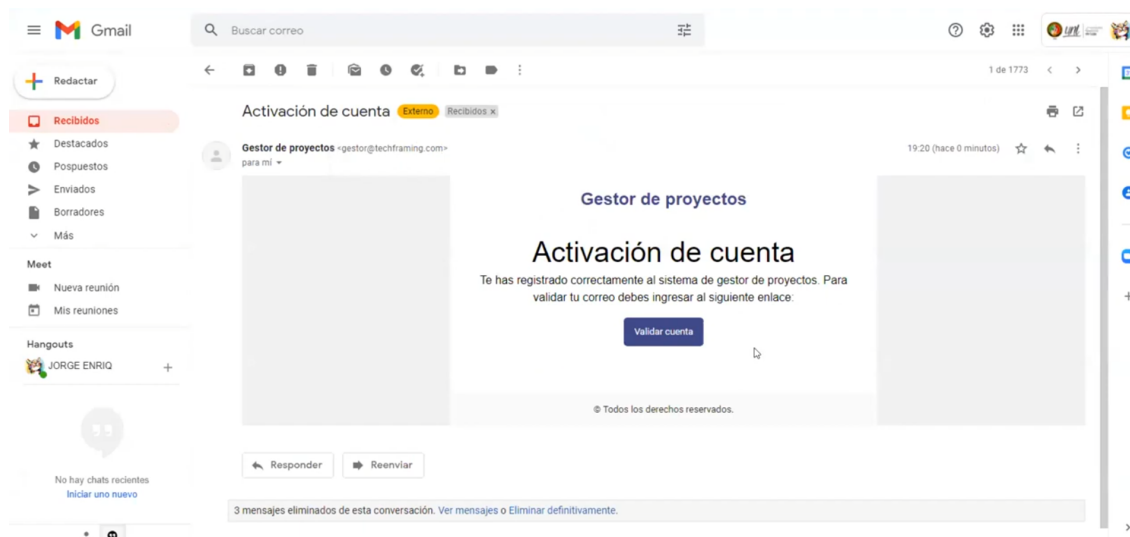 Gmail
Buscar correo
unl
Redactar
1 de 1773
Recibidos
Destacados
Pospuestos
Enviados
Borradores
Más
Meet
Nueva reunión
Mis reuniones
Hangouts
JORGE ENRIQ
No hay chats recientes
Iniciar uno nuevo
Activación de cuenta Externo Recibidos x
Gestor de proyectos <gestor@techframing.com> 19:20 (hace 0 minutos)
para mí
Gestor de proyectos
Activación de cuenta
Te has registrado correctamente al sistema de gestor de proyectos. Para
validar tu correo debes ingresar al siguiente enlace:
Validar cuenta
© Todos los derechos reservados.
Responder Reenviar
3 mensajes eliminados de esta conversación. Ver mensajes o Eliminar definitivamente.